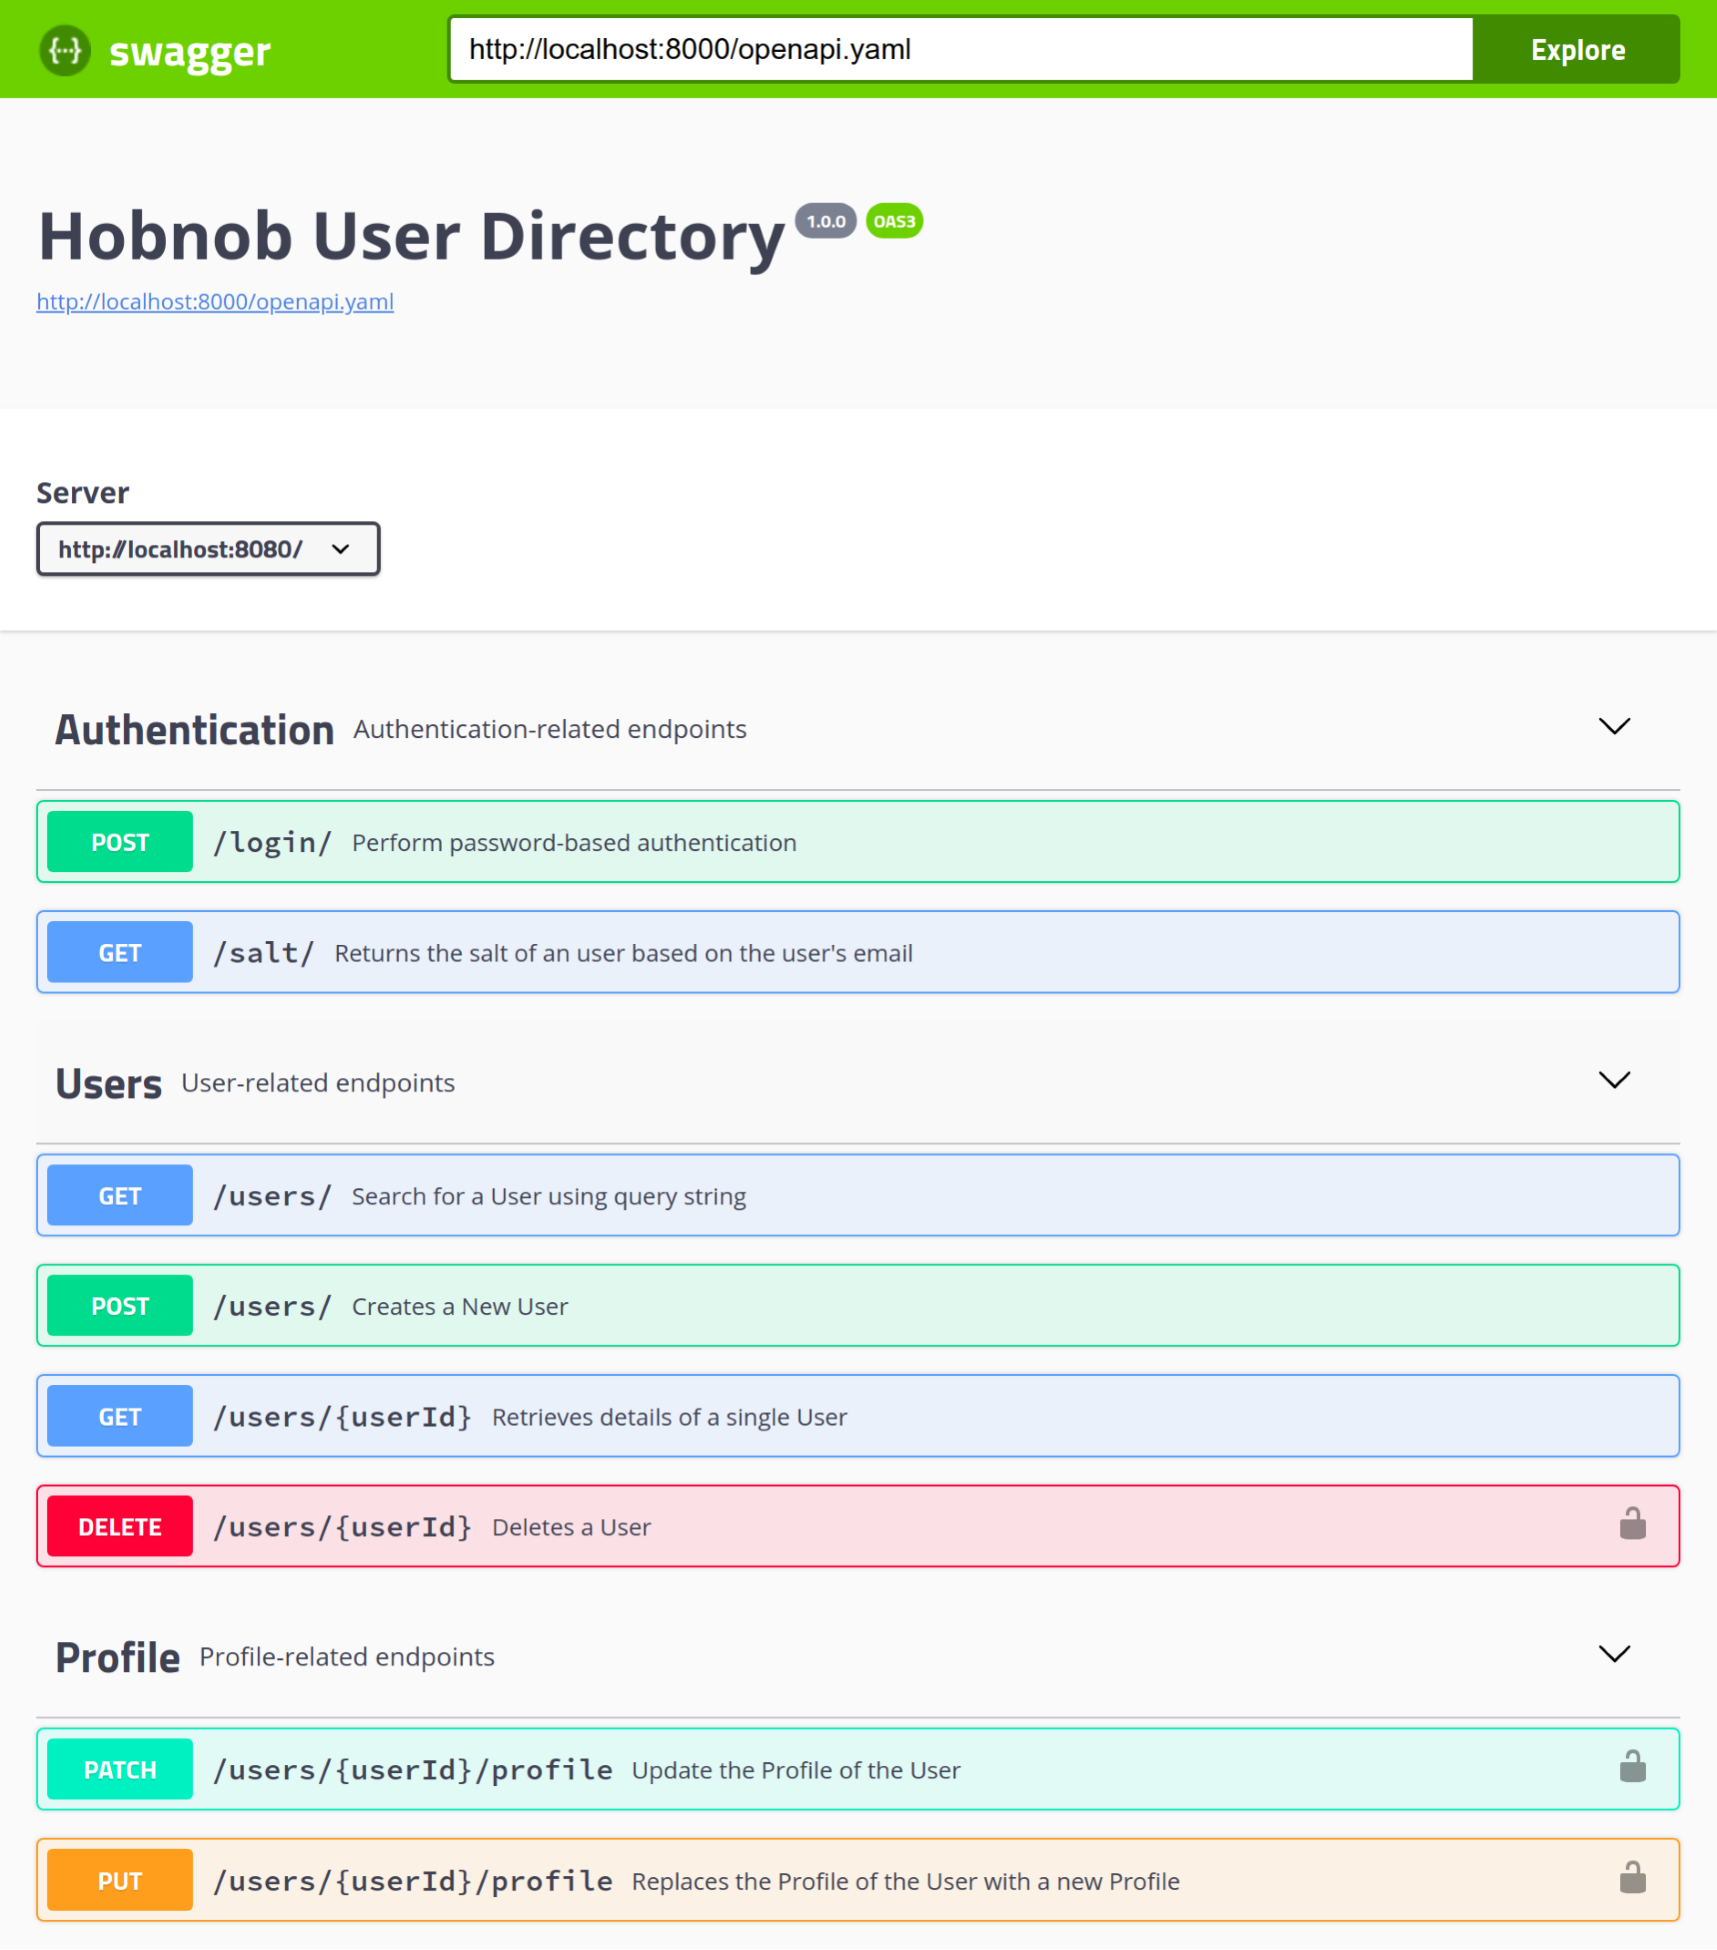 {...} swagger http://localhost:8000/openapi.yaml Explore
Hobnob User Directory 1.0.0 OAS3
http://localhost:8000/openapi.yaml
Server
http://localhost:8080/
Authentication Authentication-related endpoints
POST /login/ Perform password-based authentication
GET /salt/ Returns the salt of an user based on the user's email
Users User-related endpoints
GET /users/ Search for a User using query string
POST /users/ Creates a New User
GET /users/{userId} Retrieves details of a single User
DELETE /users/{userId} Deletes a User
Profile Profile-related endpoints
PATCH /users/{userId}/profile Update the Profile of the User
PUT /users/{userId}/profile Replaces the Profile of the User with a new Profile